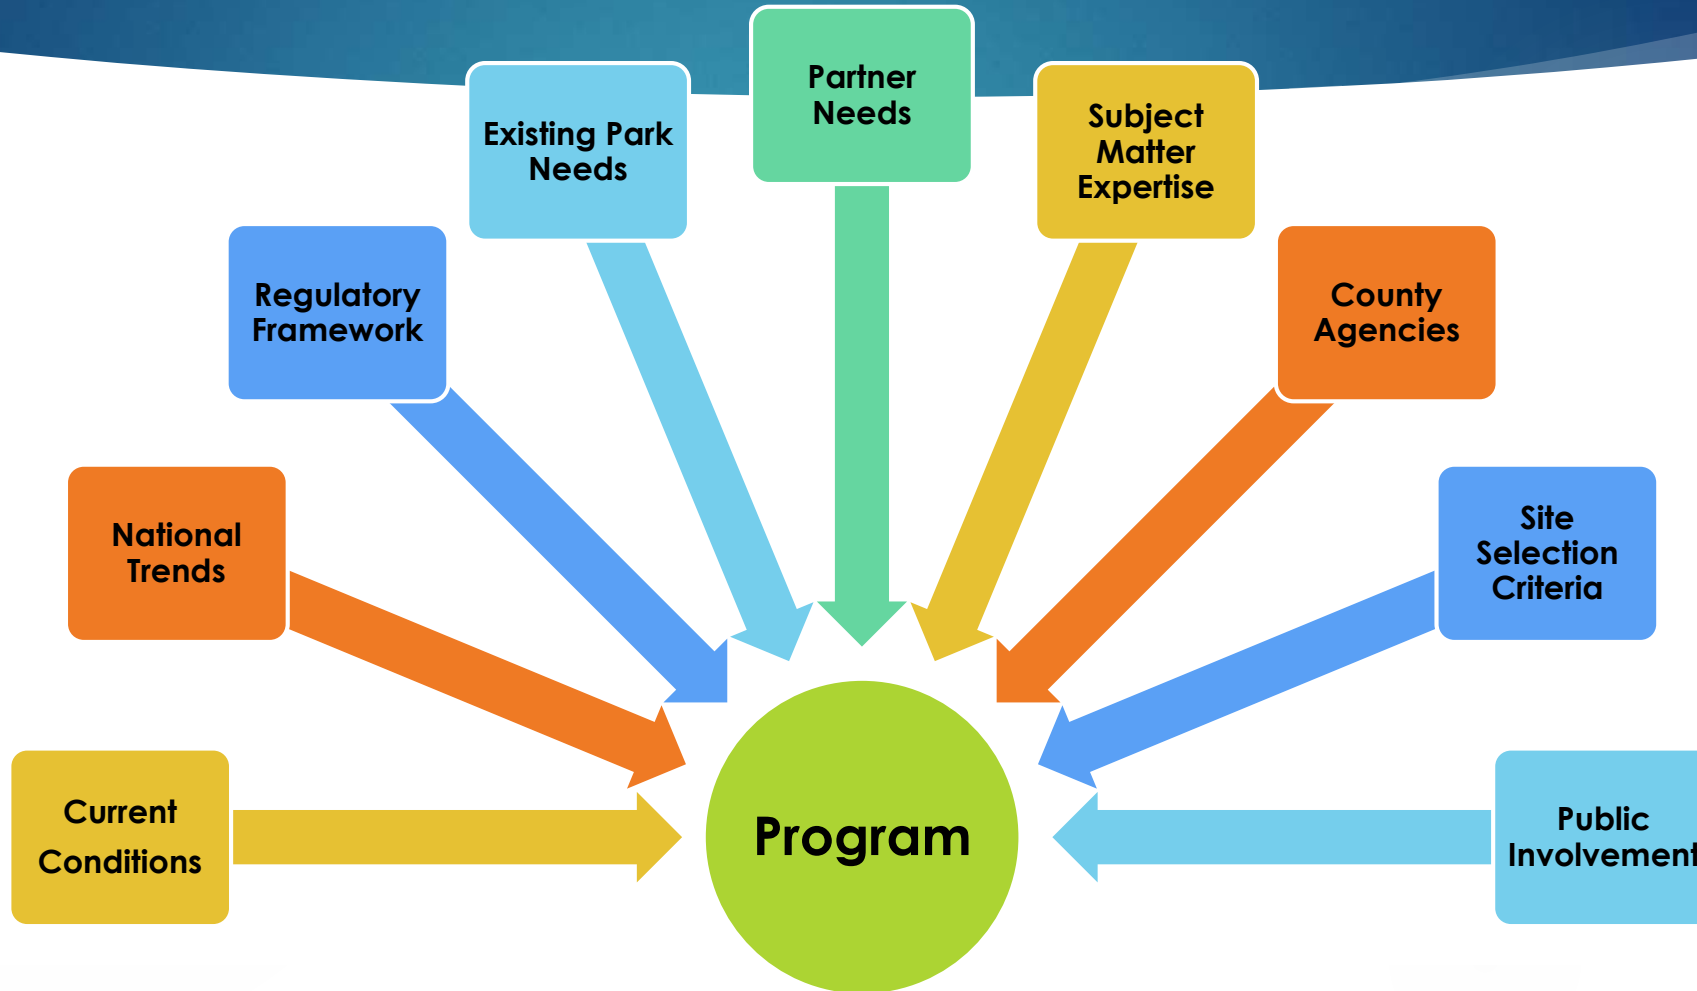 Partner
Needs
Existing Park
Needs
Subject
Matter
Expertise
Regulatory
Framework
County
Agencies
National
Trends
Site
Selection
Criteria
Current
Conditions
Program
Public
Involvement